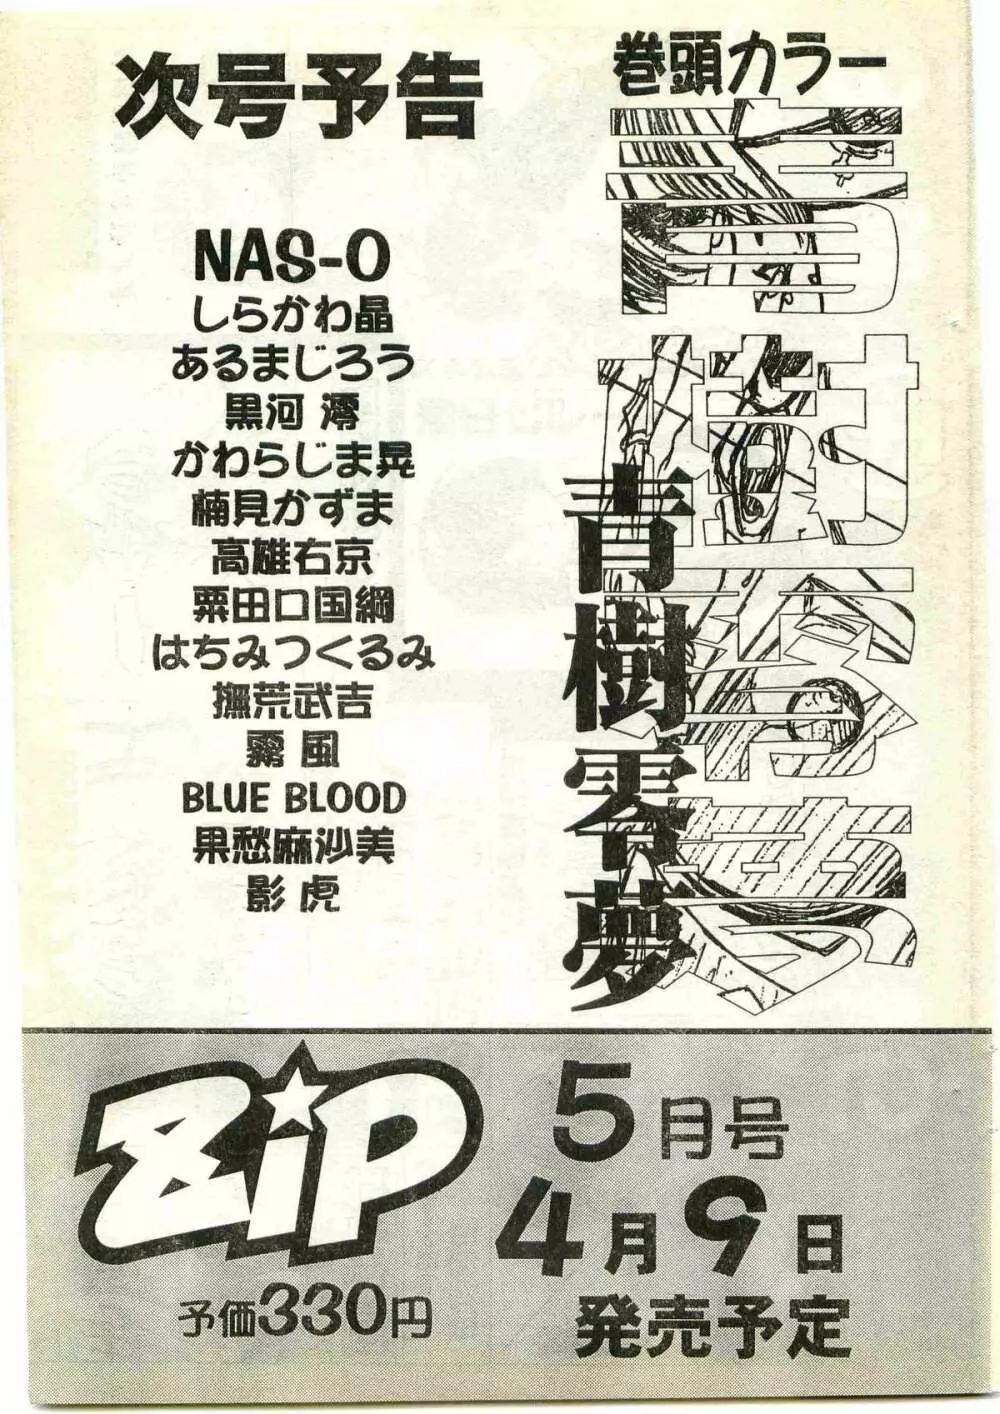 次号予告
巻頭カラー
青樹零夢
青樹零夢
NAS-O
しらかわ晶
あるまじろう
黒河 澪
かわらじま晃
楠見かずま
高雄右京
粟田口国綱
はちみつくるみ
撫荒武吉
霧風
BLUE BLOOD
果愁麻沙美
影虎
ZiP
5月号
4月9日
発売予定
予価330円